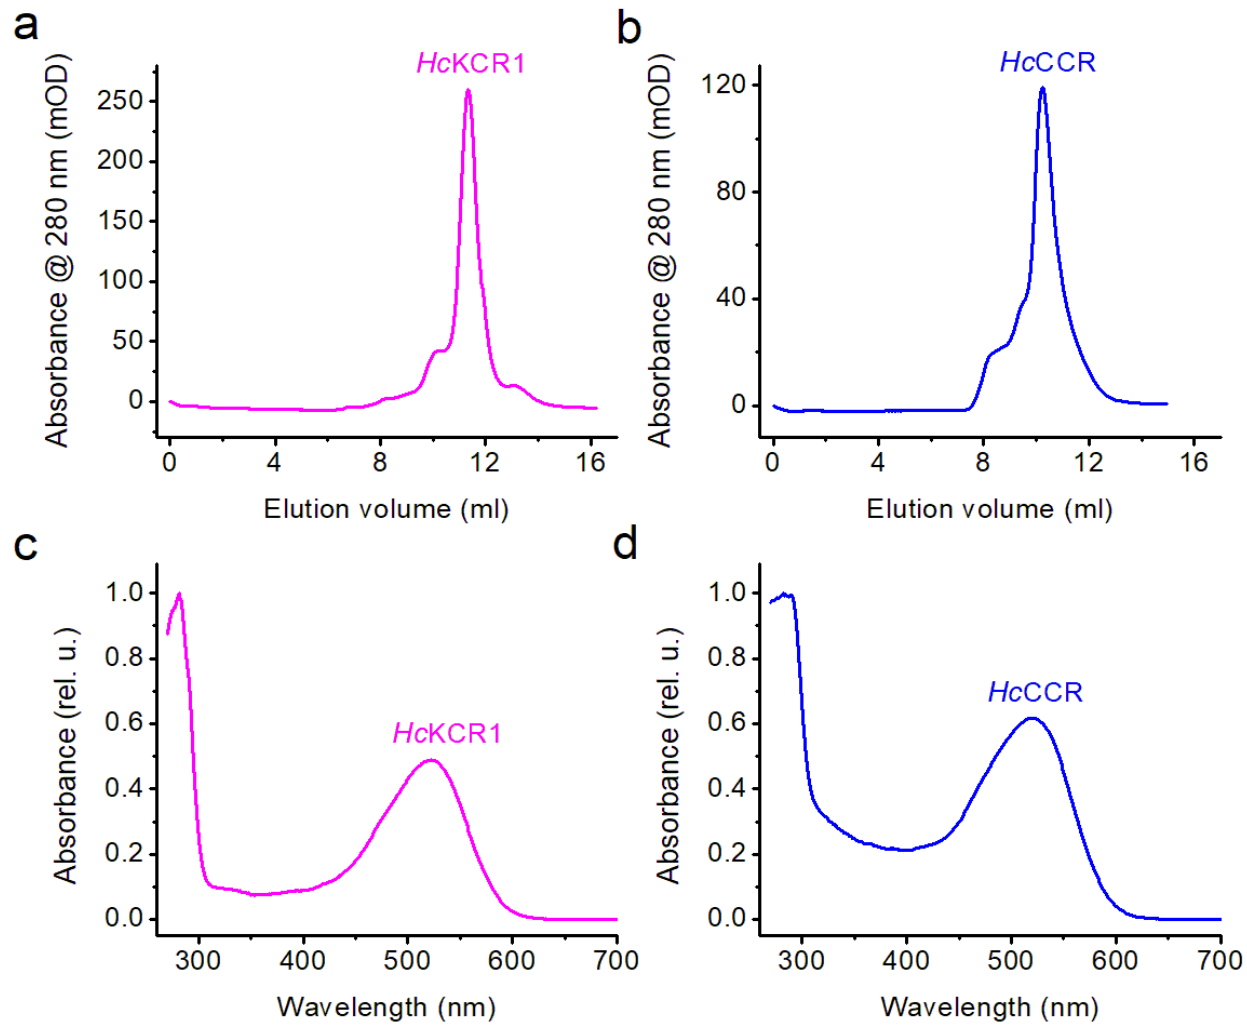 a
HcKCR1
Absorbance @ 280 nm (mOD)
250
200
150
100
50
0
0 4 8 12 16
Elution volume (ml)
b
HcCCR
Absorbance @ 280 nm (mOD)
120
80
40
0
0 4 8 12 16
Elution volume (ml)
c
HcKCR1
Absorbance (rel. u.)
1.0
0.8
0.6
0.4
0.2
0.0
300 400 500 600 700
Wavelength (nm)
d
HcCCR
Absorbance (rel. u.)
1.0
0.8
0.6
0.4
0.2
0.0
300 400 500 600 700
Wavelength (nm)